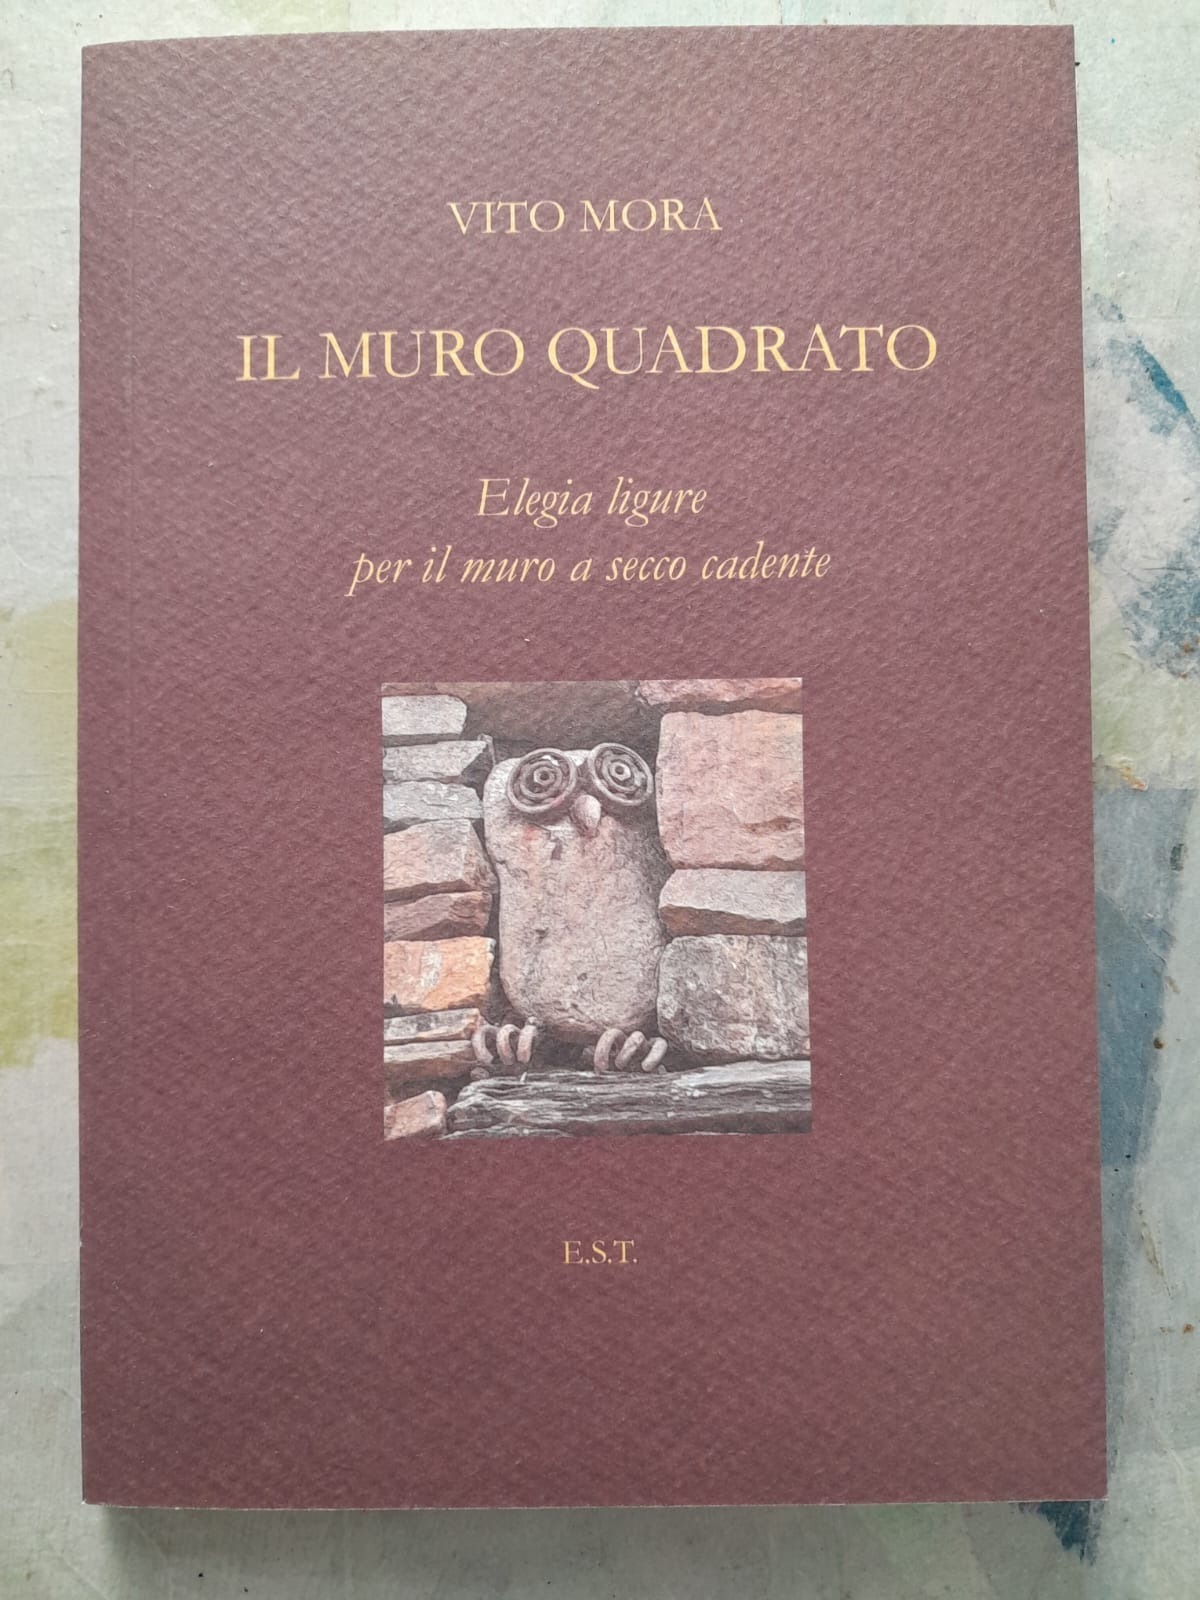 VITO MORA
IL MURO QUADRATO
Elegia ligure
per il muro a secco cadente
E.S.T.